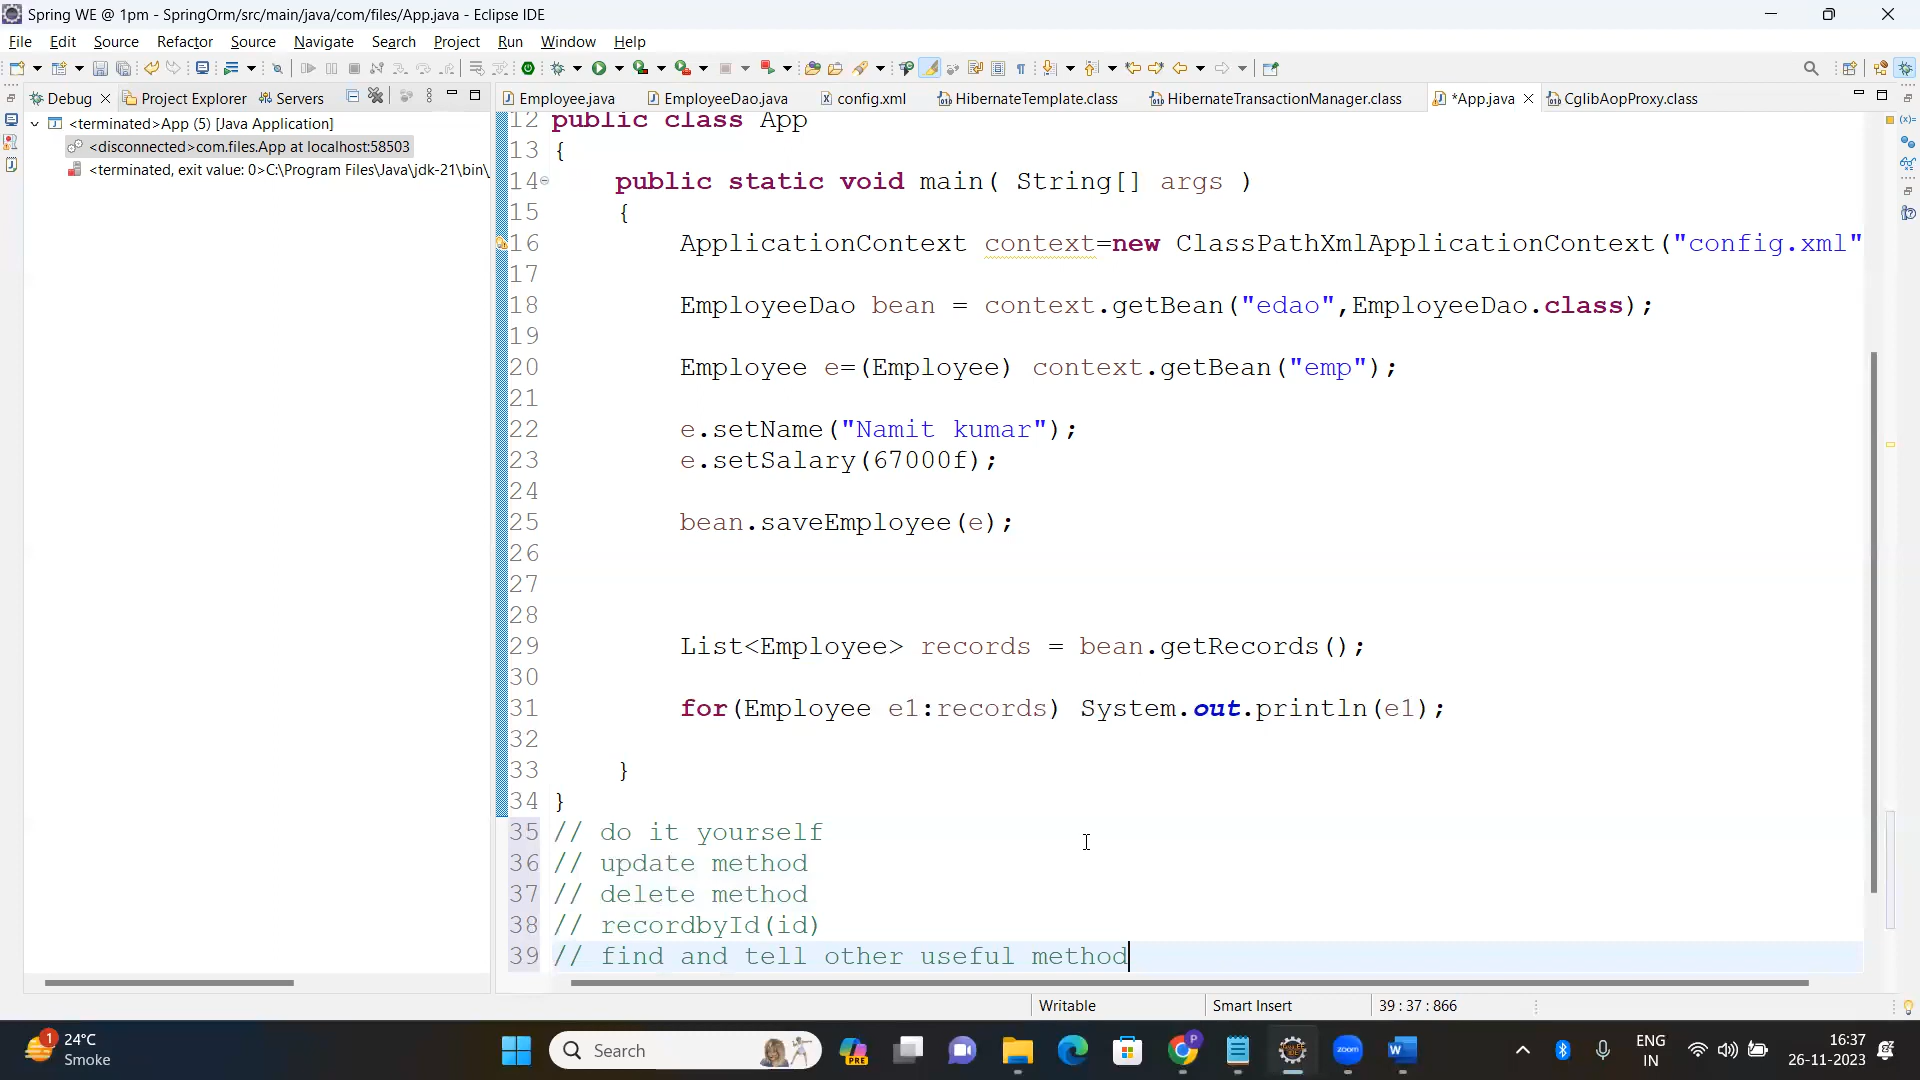 Spring WE @ 1pm - SpringOrm/src/main/java/com/files/App.java - Eclipse IDE
File Edit Source Refactor Source Navigate Search Project Run Window Help
Debug Project Explorer Servers
Employee.java EmployeeDao.java config.xml HibernateTemplate.class HibernateTransactionManager.class *App.java CglibAopProxy.class
<terminated>App (5) [Java Application]
<disconnected>com.files.App at localhost:58503
<terminated, exit value: 0>C:\Program Files\Java\jdk-21\bin\
12 public class App
13 {
14 public static void main( String[] args )
15 {
16 ApplicationContext context=new ClassPathXmlApplicationContext("config.xml"
17
18 EmployeeDao bean = context.getBean("edao",EmployeeDao.class);
19
20 Employee e=(Employee) context.getBean("emp");
21
22 e.setName("Namit kumar");
23 e.setSalary(67000f);
24
25 bean.saveEmployee(e);
26
27
28
29 List<Employee> records = bean.getRecords();
30
31 for(Employee e1:records) System.out.println(e1);
32
33 }
34 }
35 // do it yourself
36 // update method
37 // delete method
38 // recordbyId(id)
39 // find and tell other useful method
Writable Smart Insert 39 : 37 : 866
1 24°C
Smoke
Search
PRE
P
zoom
W
ENG
IN
16:37
26-11-2023